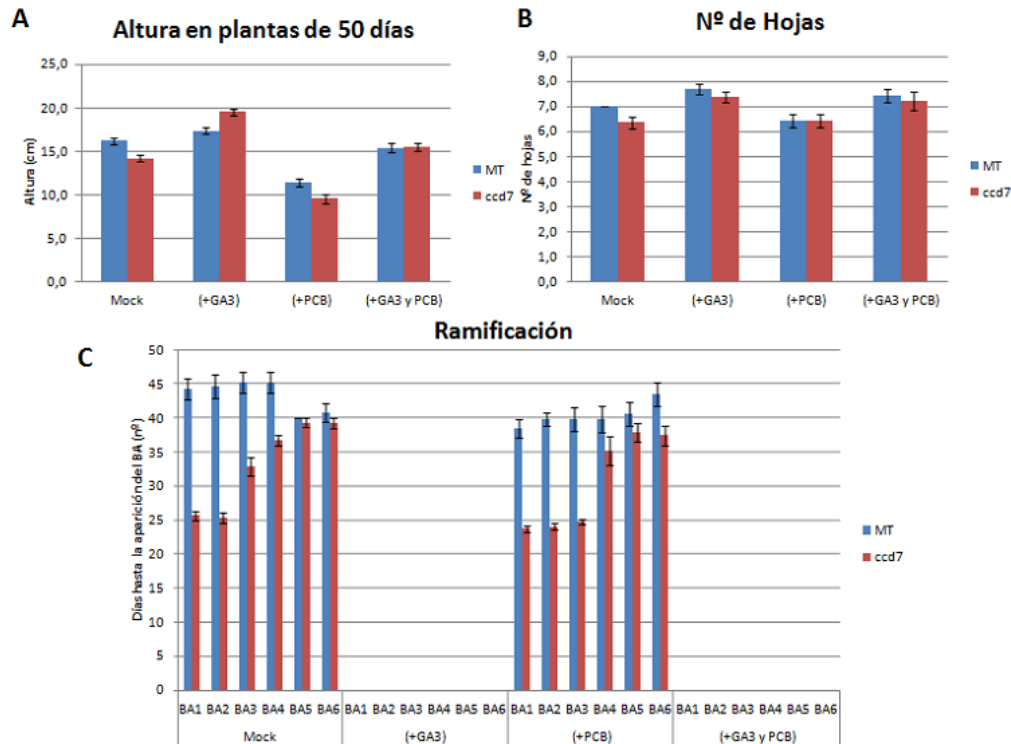 A
Altura en plantas de 50 días
25,0
20,0
15,0
10,0
5,0
0,0
Altura (cm)
Mock
(+GA3)
(+PCB)
(+GA3 y PCB)
MT
ccd7
B
Nº de Hojas
9,0
8,0
7,0
6,0
5,0
4,0
3,0
2,0
1,0
0,0
Nº de hojas
Mock
(+GA3)
(+PCB)
(+GA3 y PCB)
MT
ccd7
C
Ramificación
50
45
40
35
30
25
20
15
10
5
0
Días hasta la aparición del BA (nº)
BA1 BA2 BA3 BA4 BA5 BA6 BA1 BA2 BA3 BA4 BA5 BA6 BA1 BA2 BA3 BA4 BA5 BA6 BA1 BA2 BA3 BA4 BA5 BA6
Mock (+GA3) (+PCB) (+GA3 y PCB)
MT
ccd7